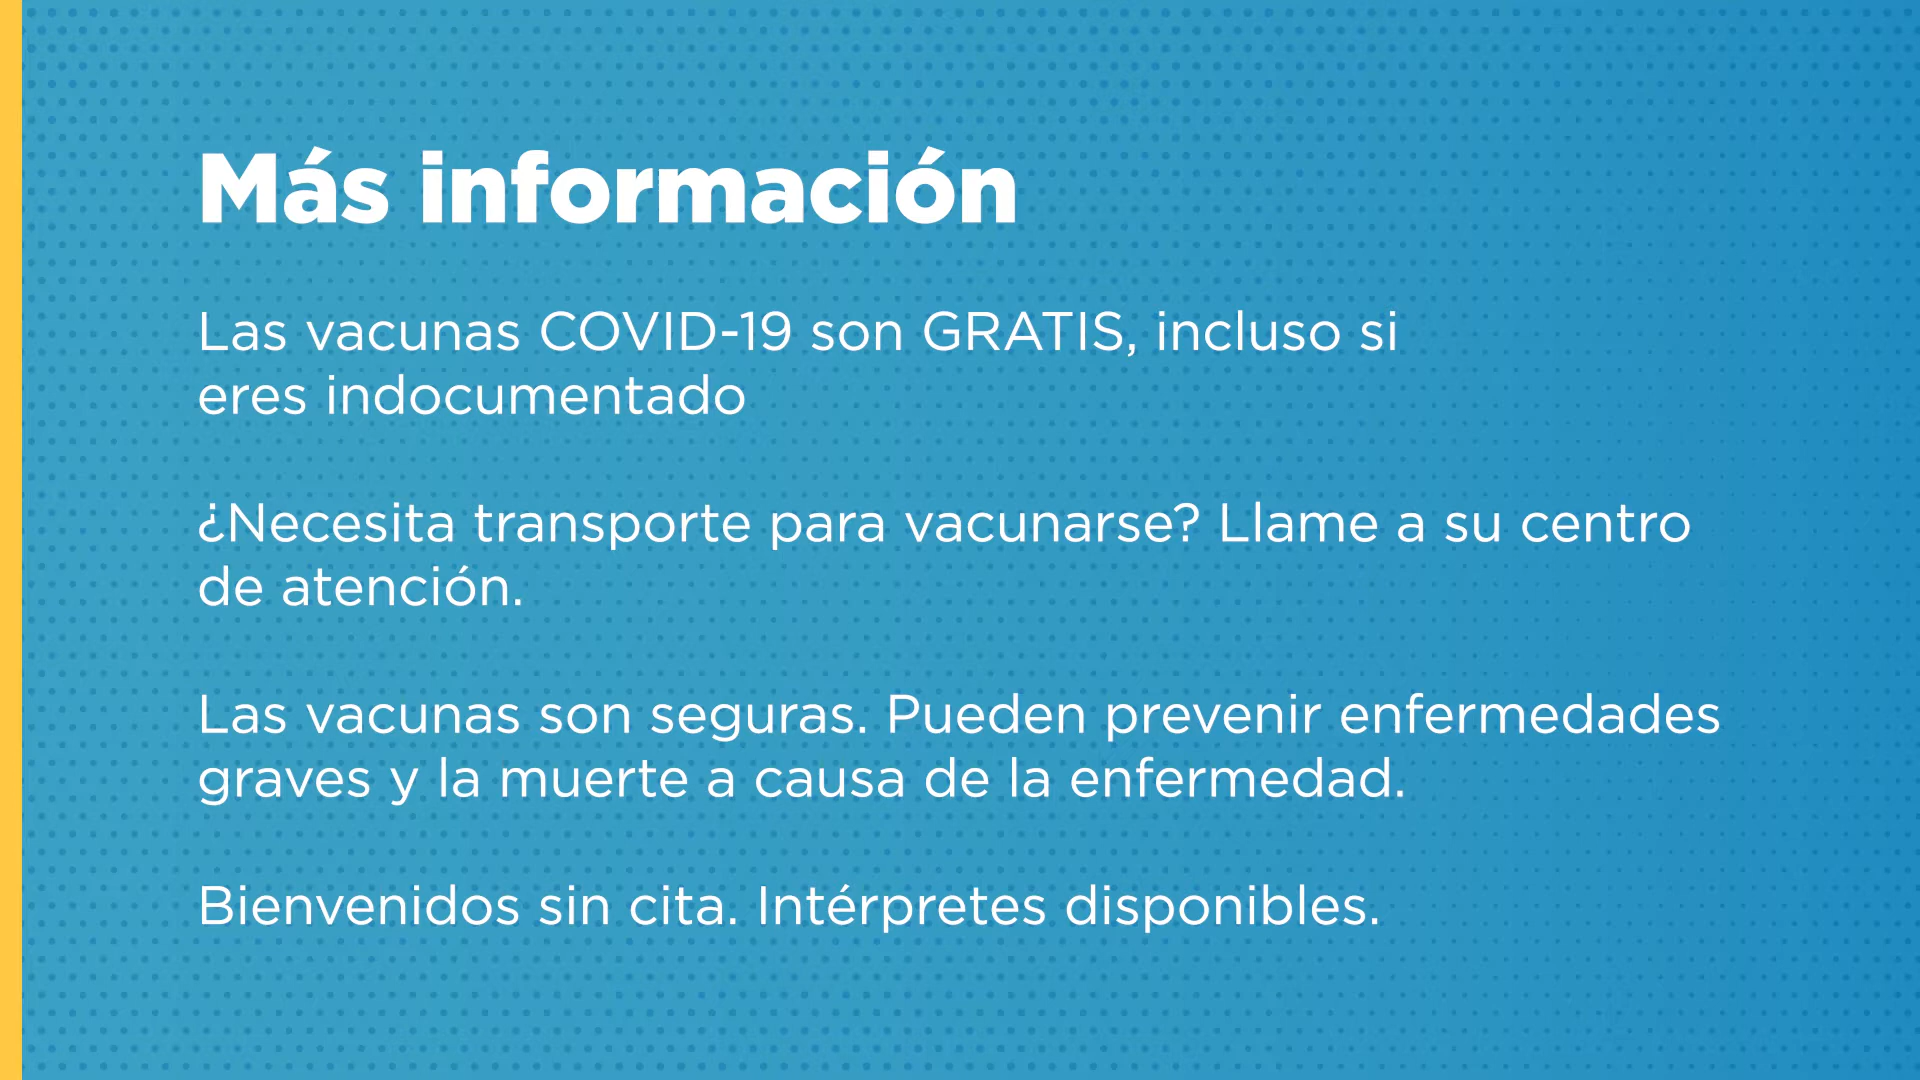 Más información
Las vacunas COVID-19 son GRATIS, incluso si
eres indocumentado
¿Necesita transporte para vacunarse? Llame a su centro
de atención.
Las vacunas son seguras. Pueden prevenir enfermedades
graves y la muerte a causa de la enfermedad.
Bienvenidos sin cita. Intérpretes disponibles.